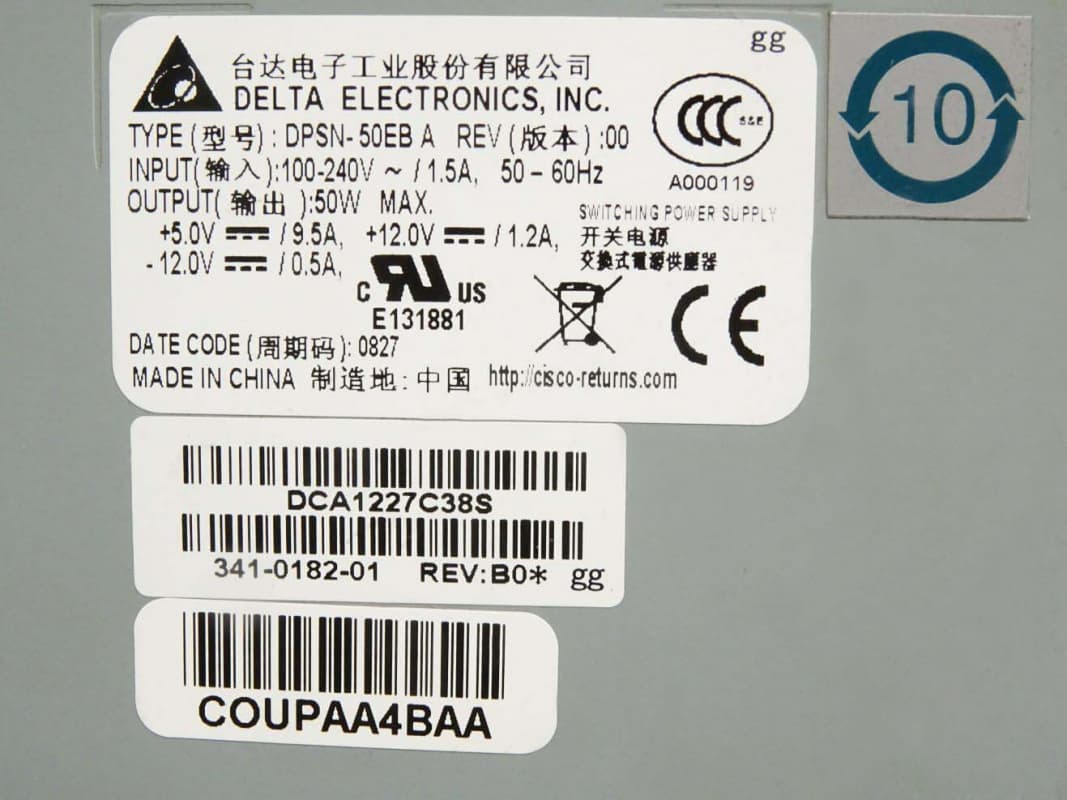 gg
台达电子工业股份有限公司
DELTA ELECTRONICS, INC.
TYPE (型号) : DPSN-50EB A REV (版本) :00
INPUT(输入):100-240V ~ / 1.5A, 50 – 60Hz
OUTPUT( 输出 ):50W MAX.
+5.0V ⎓ / 9.5A, +12.0V ⎓ / 1.2A,
-12.0V ⎓ / 0.5A,
CCC S&E
A000119
SWITCHING POWER SUPPLY
开关电源
交換式電源供應器
C RU US
E131881
CE
DATE CODE (周期码): 0827
MADE IN CHINA 制造地: 中国 http://cisco-returns.com
10
DCA1227C38S
341-0182-01 REV:B0* gg
COUPAA4BAA